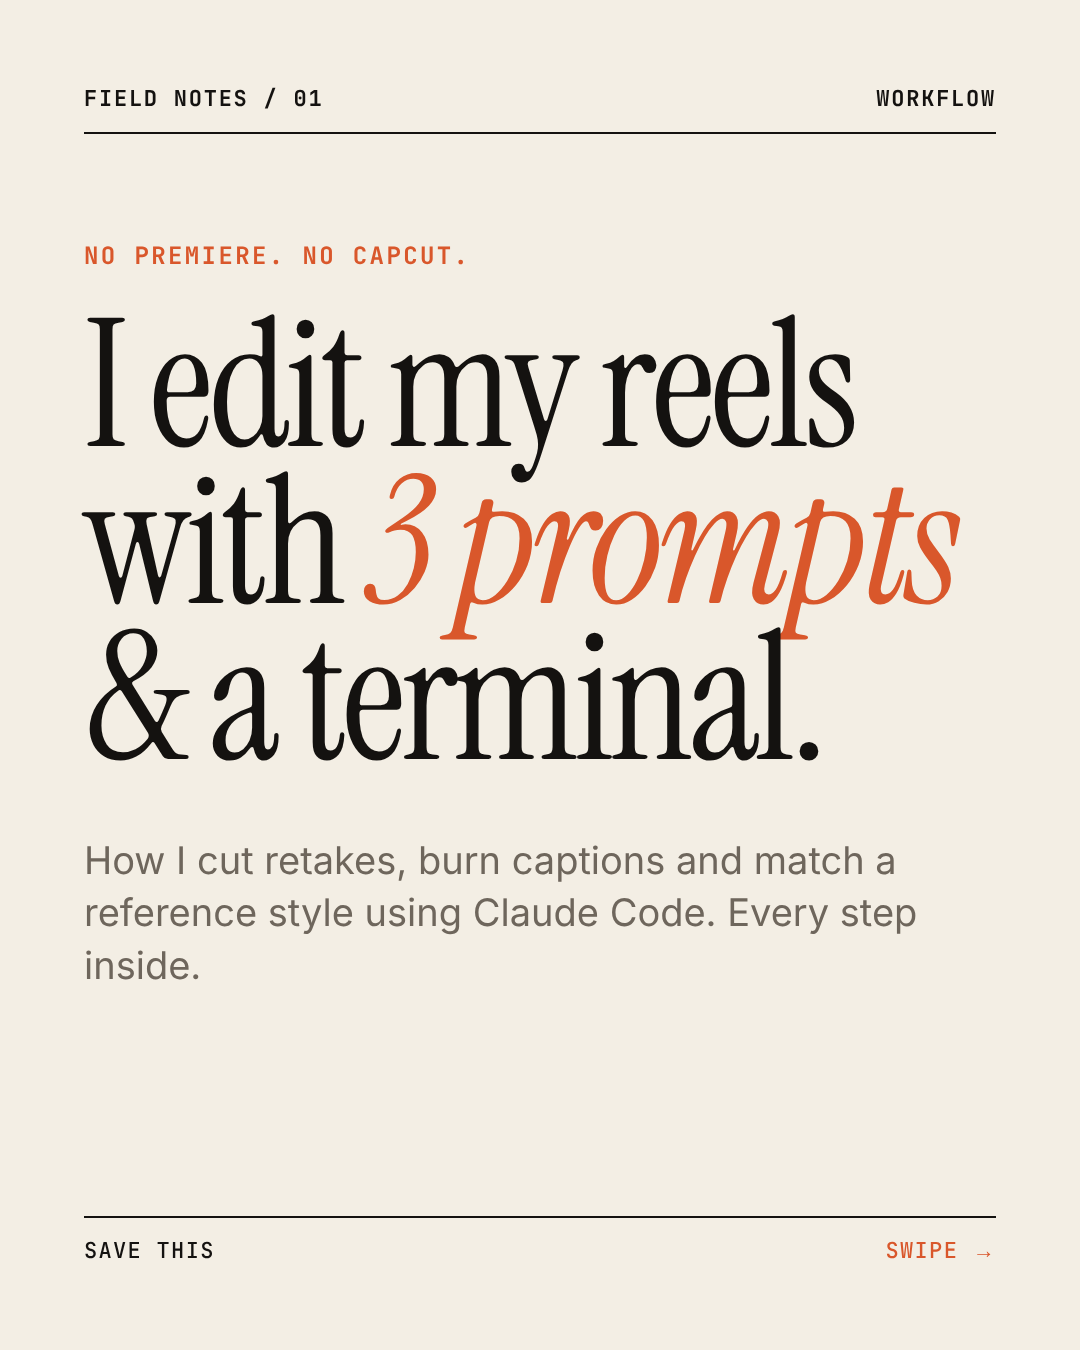 FIELD NOTES / 01
WORKFLOW
NO PREMIERE. NO CAPCUT.
I edit my reels
with 3 prompts
& a terminal.
How I cut retakes, burn captions and match a
reference style using Claude Code. Every step
inside.
SAVE THIS
SWIPE →